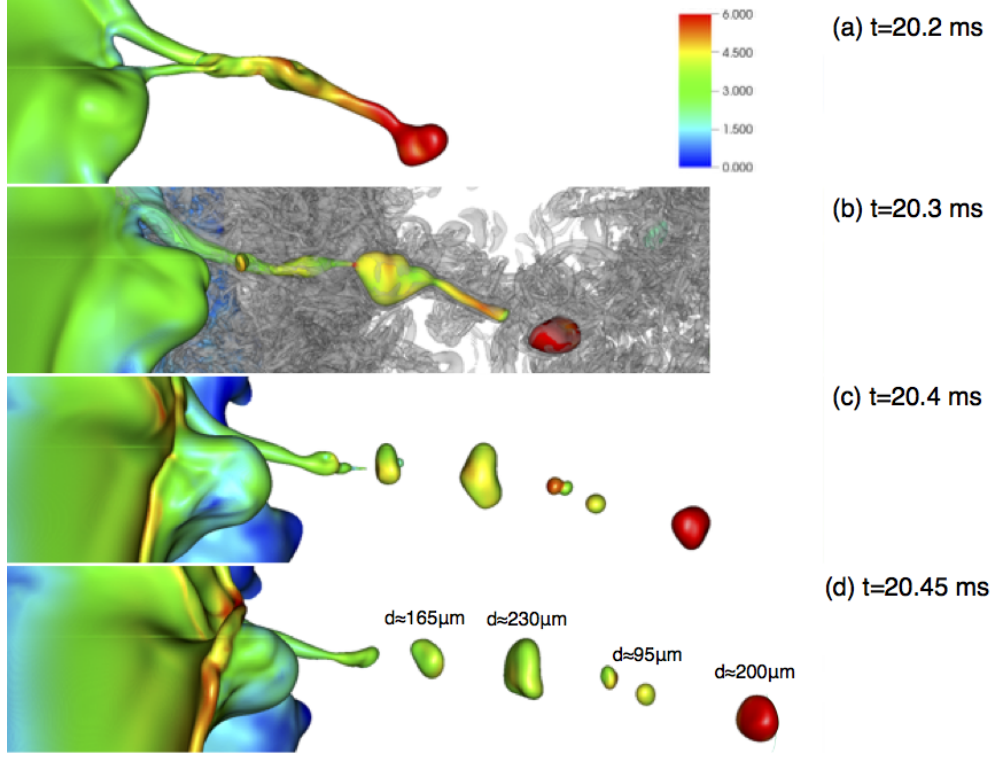 6.000
(a) t=20.2 ms
4.500
3.000
1.500
0.000
(b) t=20.3 ms
(c) t=20.4 ms
(d) t=20.45 ms
d≈165μm d≈230μm
d≈95μm
d≈200μm